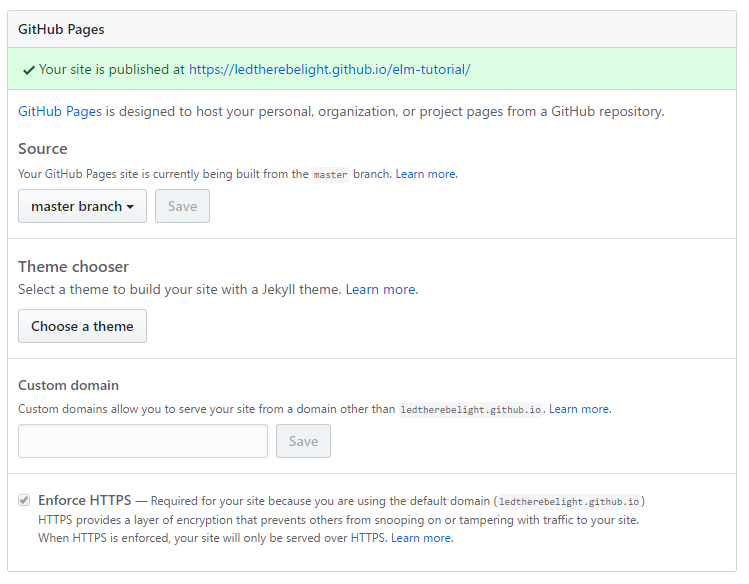 GitHub Pages
Your site is published at https://ledtherebelight.github.io/elm-tutorial/
GitHub Pages is designed to host your personal, organization, or project pages from a GitHub repository.
Source
Your GitHub Pages site is currently being built from the master branch. Learn more.
master branch Save
Theme chooser
Select a theme to build your site with a Jekyll theme. Learn more.
Choose a theme
Custom domain
Custom domains allow you to serve your site from a domain other than ledtherebelight.github.io. Learn more.
Save
Enforce HTTPS — Required for your site because you are using the default domain (ledtherebelight.github.io)
HTTPS provides a layer of encryption that prevents others from snooping on or tampering with traffic to your site.
When HTTPS is enforced, your site will only be served over HTTPS. Learn more.